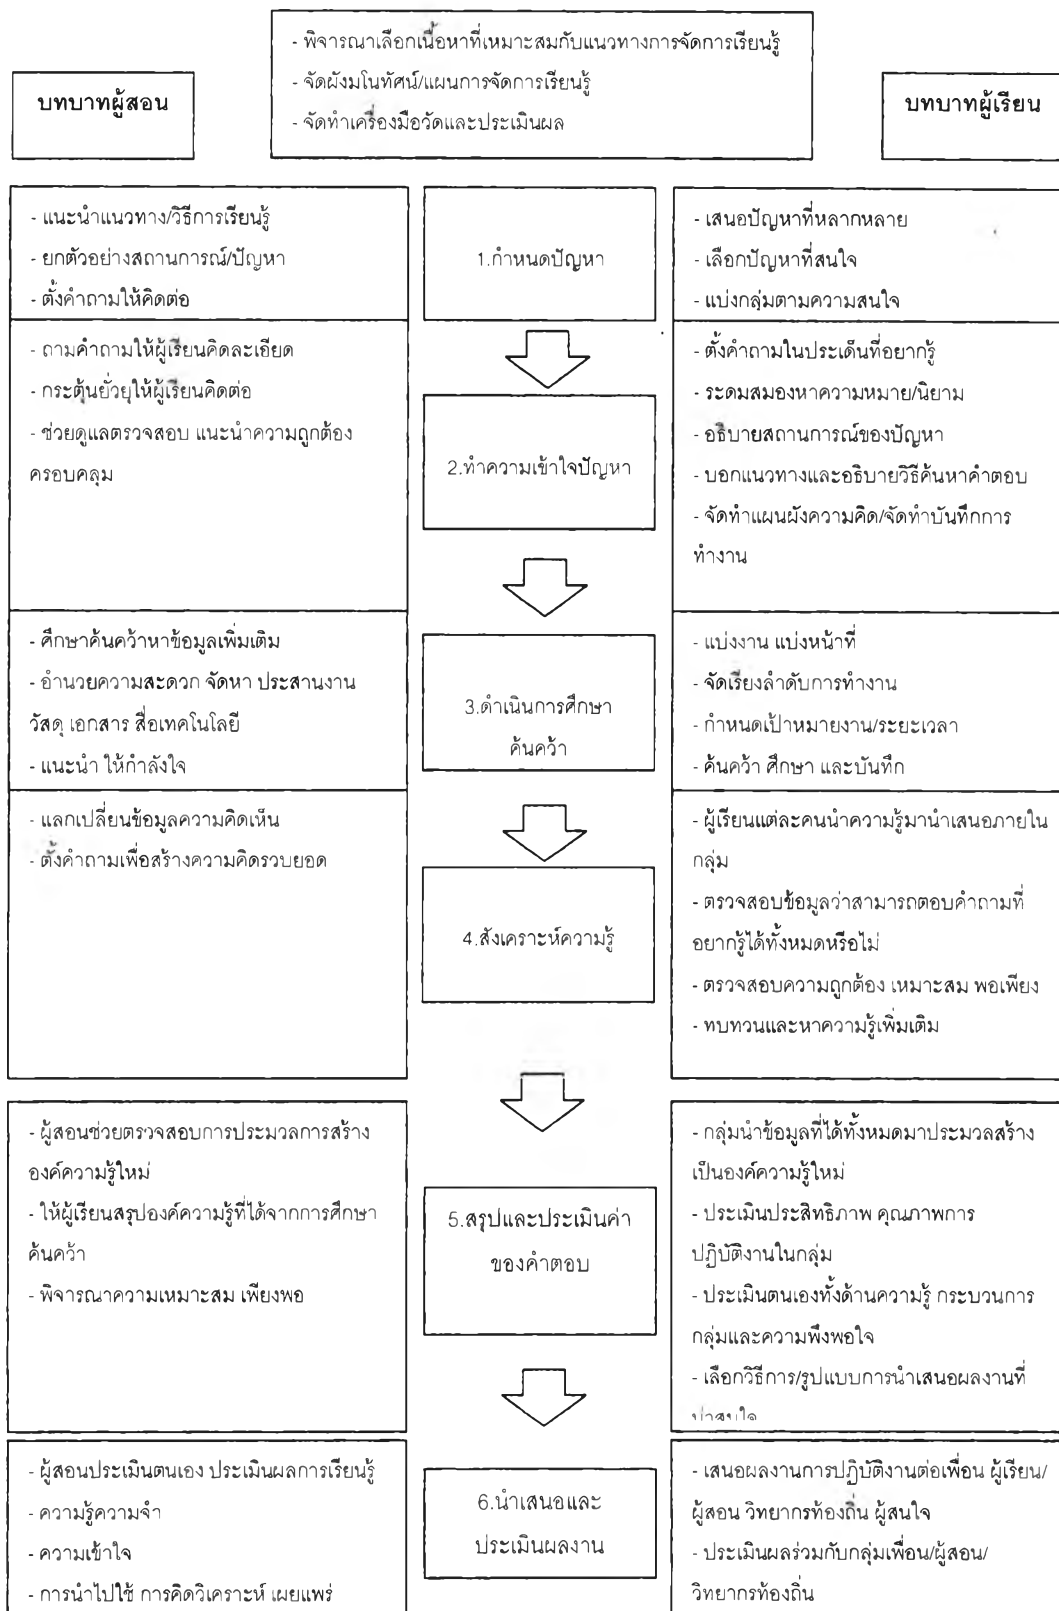 - พิจารณาเลือกเนื้อหาที่เหมาะสมกับแนวทางการจัดการเรียนรู้
- จัดผังมโนทัศน์/แผนการจัดการเรียนรู้
- จัดทำเครื่องมือวัดและประเมินผล
บทบาทผู้สอน
บทบาทผู้เรียน
- แนะนำแนวทาง/วิธีการเรียนรู้
- ยกตัวอย่างสถานการณ์/ปัญหา
- ตั้งคำถามให้คิดต่อ
1.กำหนดปัญหา
- เสนอปัญหาที่หลากหลาย
- เลือกปัญหาที่สนใจ
- แบ่งกลุ่มตามความสนใจ
- ถามคำถามให้ผู้เรียนคิดละเอียด
- กระตุ้นยั่วยุให้ผู้เรียนคิดต่อ
- ช่วยดูแลตรวจสอบ แนะนำความถูกต้อง
ครอบคลุม
2.ทำความเข้าใจปัญหา
- ตั้งคำถามในประเด็นที่อยากรู้
- ระดมสมองหาความหมาย/นิยาม
- อธิบายสถานการณ์ของปัญหา
- บอกแนวทางและอธิบายวิธีค้นหาคำตอบ
- จัดทำแผนผังความคิด/จัดทำบันทึกการ
ทำงาน
- ศึกษาค้นคว้าหาข้อมูลเพิ่มเติม
- อำนวยความสะดวก จัดหา ประสานงาน
วัสดุ เอกสาร สื่อเทคโนโลยี
- แนะนำ ให้กำลังใจ
3.ดำเนินการศึกษา
ค้นคว้า
- แบ่งงาน แบ่งหน้าที่
- จัดเรียงลำดับการทำงาน
- กำหนดเป้าหมายงาน/ระยะเวลา
- ค้นคว้า ศึกษา และบันทึก
- แลกเปลี่ยนข้อมูลความคิดเห็น
- ตั้งคำถามเพื่อสร้างความคิดรวบยอด
4.สังเคราะห์ความรู้
- ผู้เรียนแต่ละคนนำความรู้มานำเสนอภายใน
กลุ่ม
- ตรวจสอบข้อมูลว่าสามารถตอบคำถามที่
อยากรู้ได้ทั้งหมดหรือไม่
- ตรวจสอบความถูกต้อง เหมาะสม พอเพียง
- ทบทวนและหาความรู้เพิ่มเติม
- ผู้สอนช่วยตรวจสอบการประมวลการสร้าง
องค์ความรู้ใหม่
- ให้ผู้เรียนสรุปองค์ความรู้ที่ได้จากการศึกษา
ค้นคว้า
- พิจารณาความเหมาะสม เพียงพอ
5.สรุปและประเมินค่า
ของคำตอบ
- กลุ่มนำข้อมูลที่ได้ทั้งหมดมาประมวลสร้าง
เป็นองค์ความรู้ใหม่
- ประเมินประสิทธิภาพ คุณภาพการ
ปฏิบัติงานในกลุ่ม
- ประเมินตนเองทั้งด้านความรู้ กระบวนการ
กลุ่มและความพึงพอใจ
- เลือกวิธีการ/รูปแบบการนำเสนอผลงานที่
น่าสนใจ
- ผู้สอนประเมินตนเอง ประเมินผลการเรียนรู้
- ความรู้ความจำ
- ความเข้าใจ
- การนำไปใช้ การคิดวิเคราะห์ เผยแพร่
6.นำเสนอและ
ประเมินผลงาน
- เสนอผลงานการปฏิบัติงานต่อเพื่อน ผู้เรียน/
ผู้สอน วิทยากรท้องถิ่น ผู้สนใจ
- ประเมินผลร่วมกับกลุ่มเพื่อน/ผู้สอน/
วิทยากรท้องถิ่น